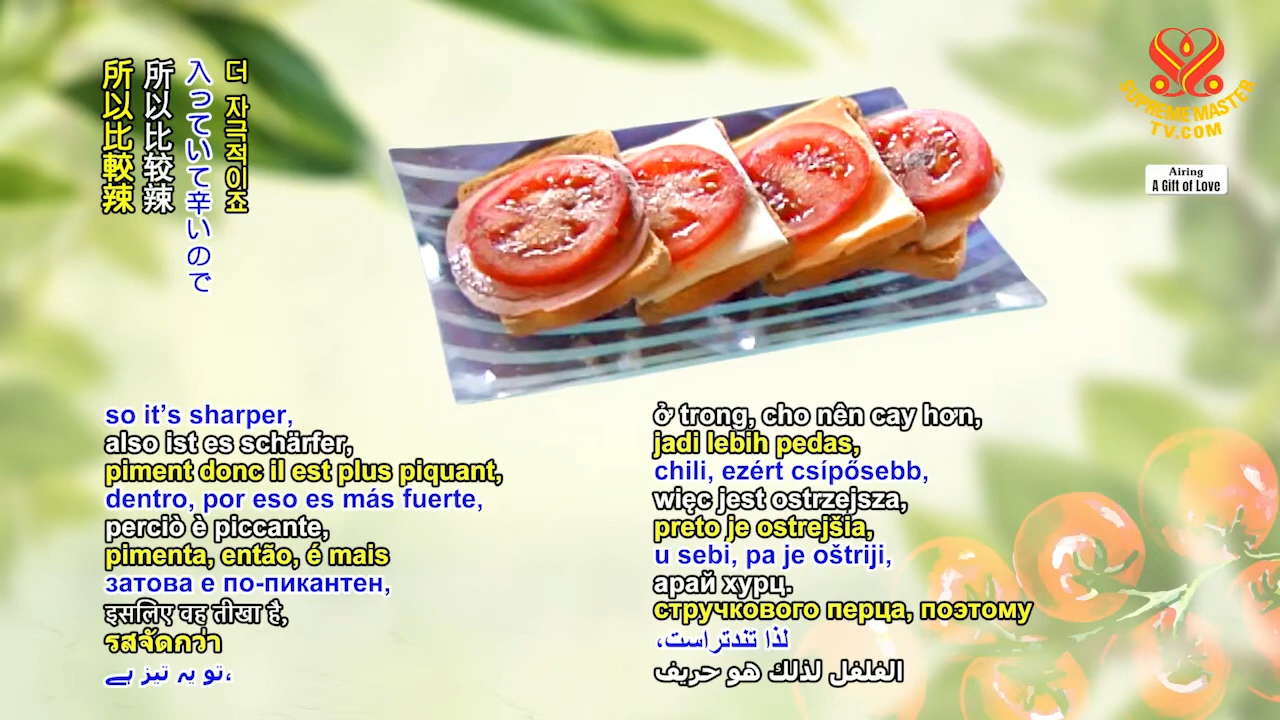 所以比較辣
所以比较辣
入っていて辛いので
더 자극적이죠
SUPREME MASTER
TV.COM
Airing
A Gift of Love
so it's sharper,
also ist es schärfer,
piment donc il est plus piquant,
dentro, por eso es más fuerte,
perciò è piccante,
pimenta, então, é mais
затова е по-пикантен,
इसलिए वह तीखा है,
รสจัดกว่า
تو یہ تیز ہے،
ở trong, cho nên cay hơn,
jadi lebih pedas,
chili, ezért csípősebb,
więc jest ostrzejsza,
preto je ostrejšia,
u sebi, pa je oštriji,
арай хурц.
стручкового перца, поэтому
لذا تندتراست،
الفلفل لذلك هو حريف